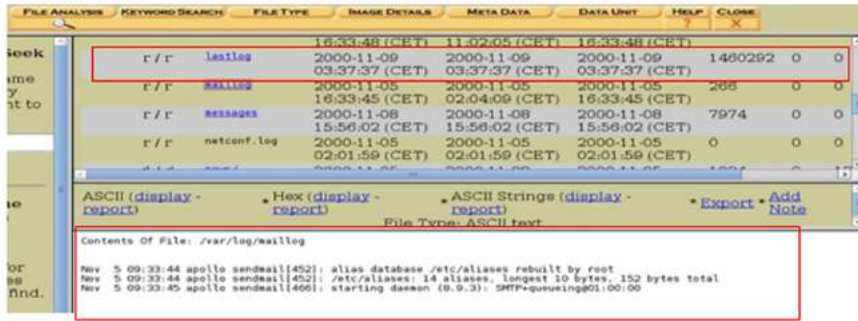 FILE ANALYSIS KEYWORD SEARCH FILE TYPE IMAGE DETAILS META DATA DATA UNIT HELP CLOSE
? X
Seek
16:33:48 (CET) 11:02:05 (CET) 16:33:48 (CET)
r / r lastlog 2000-11-09 2000-11-09 2000-11-09 1460292 0 0
03:37:37 (CET) 03:37:37 (CET) 03:37:37 (CET)
r / r maillog 2000-11-05 2000-11-05 2000-11-05 266 0 0
16:33:45 (CET) 02:04:09 (CET) 16:33:45 (CET)
nt to
r / r messages 2000-11-08 2000-11-08 2000-11-08 7974 0 0
15:56:02 (CET) 15:56:02 (CET) 15:56:02 (CET)
r / r netconf.log 2000-11-05 2000-11-05 2000-11-05 0 0 0
02:01:59 (CET) 02:01:59 (CET) 02:01:59 (CET)
ASCII (display - report) * Hex (display - report) * ASCII Strings (display - report) * Export * Add Note
File Type: ASCII text
Contents Of File: /var/log/maillog
Nov 5 09:33:44 apollo sendmail[452]: alias database /etc/aliases rebuilt by root
Nov 5 09:33:44 apollo sendmail[452]: /etc/aliases: 14 aliases, longest 10 bytes, 152 bytes total
Nov 5 09:33:45 apollo sendmail[466]: starting daemon (8.9.3): SMTP+queueing@01:00:00
find.